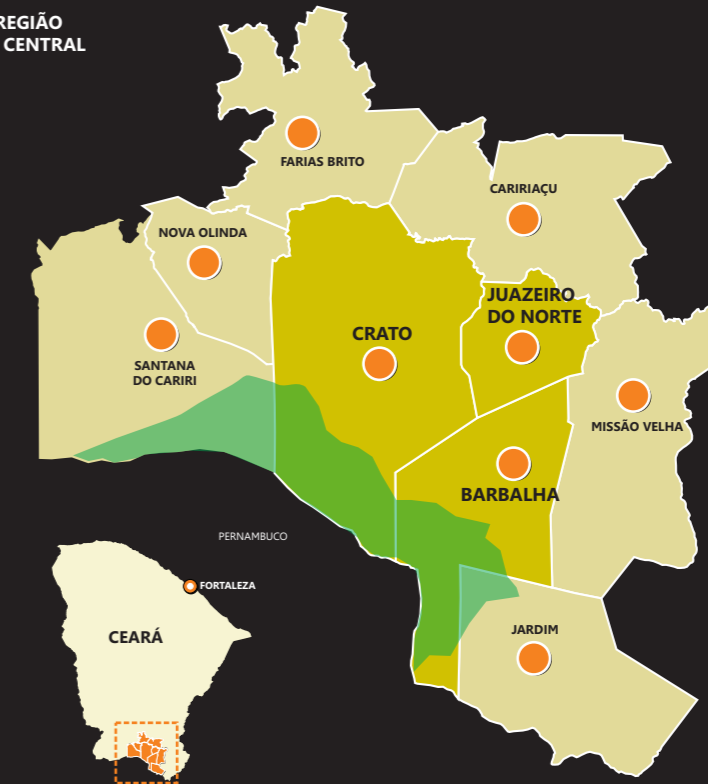 REGIÃO
CENTRAL
FARIAS BRITO
CARIRIAÇU
NOVA OLINDA
JUAZEIRO
DO NORTE
CRATO
SANTANA
DO CARIRI
MISSÃO VELHA
BARBALHA
PERNAMBUCO
FORTALEZA
CEARÁ
JARDIM